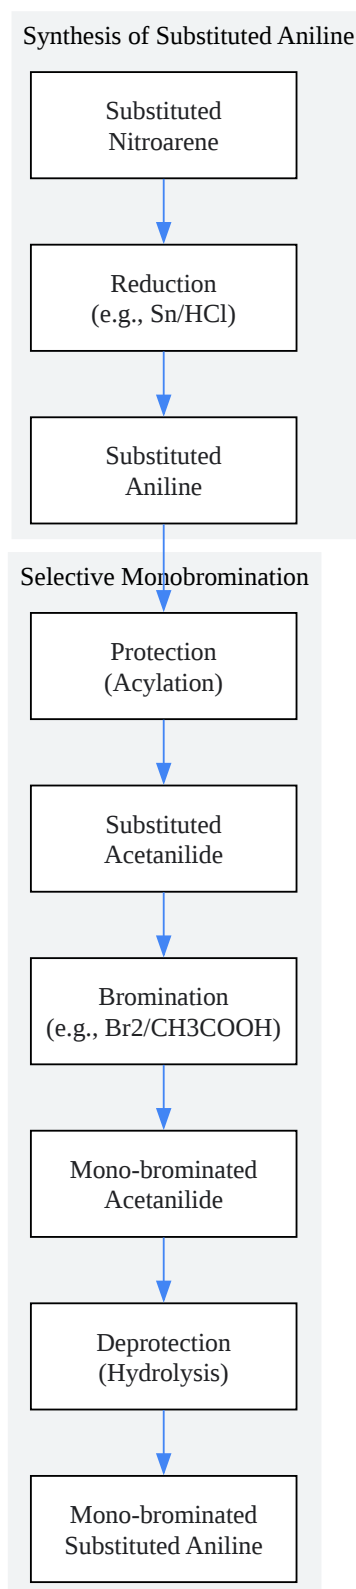 Synthesis of Substituted Aniline
Substituted
Nitroarene
Reduction
(e.g., Sn/HCl)
Substituted
Aniline
Selective Monobromination
Protection
(Acylation)
Substituted
Acetanilide
Bromination
(e.g., Br2/CH3COOH)
Mono-brominated
Acetanilide
Deprotection
(Hydrolysis)
Mono-brominated
Substituted Aniline